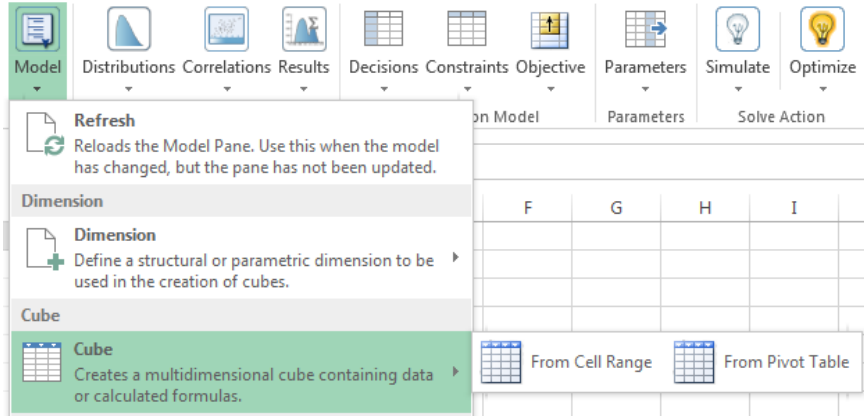 Model Distributions Correlations Results Decisions Constraints Objective Parameters Simulate Optimize
on Model Parameters Solve Action
Refresh
Reloads the Model Pane. Use this when the model
has changed, but the pane has not been updated.
Dimension
F G H I
Dimension
Define a structural or parametric dimension to be
used in the creation of cubes.
Cube
Cube
Creates a multidimensional cube containing data
or calculated formulas.
From Cell Range From Pivot Table